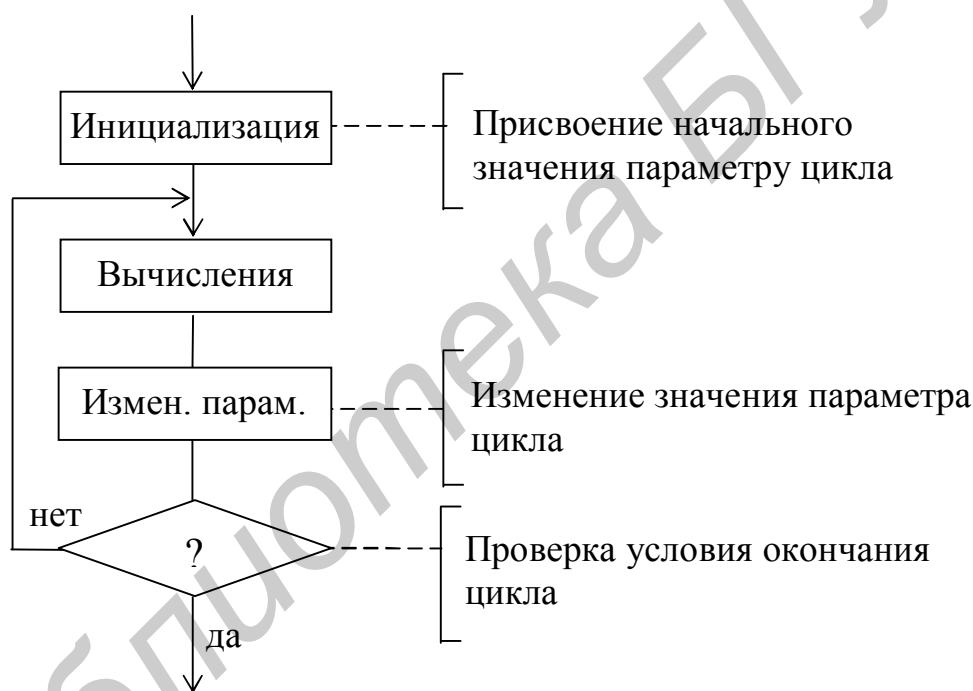 Инициализация
Присвоение начального
значения параметру цикла
Вычисления
Измен. парам.
Изменение значения параметра
цикла
нет
?
Проверка условия окончания
цикла
да